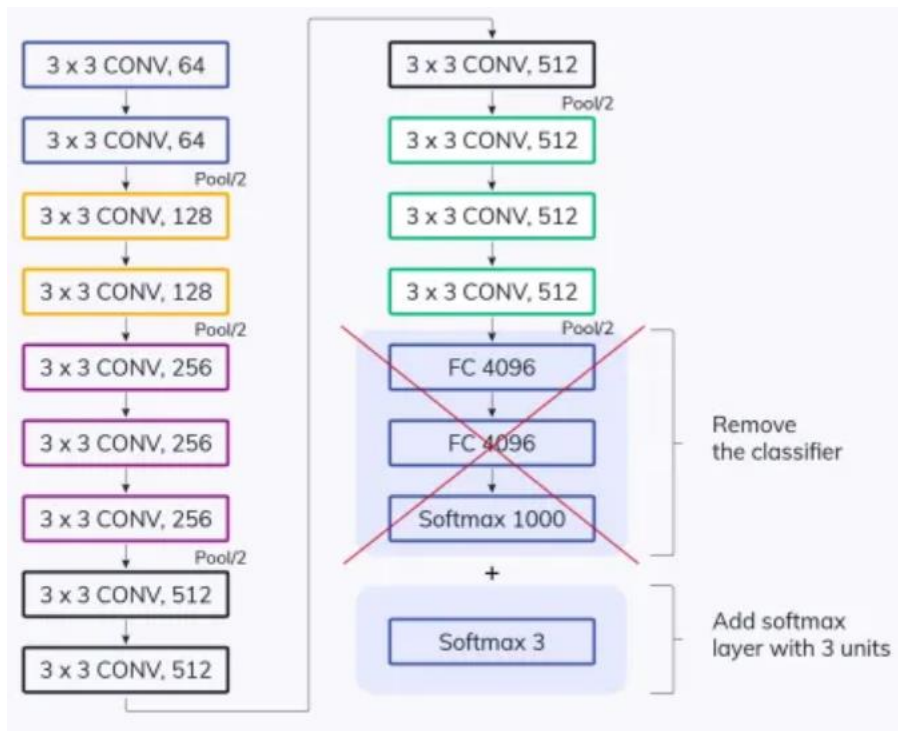 3 x 3 CONV, 64
3 x 3 CONV, 64
Pool/2
3 x 3 CONV, 128
3 x 3 CONV, 128
Pool/2
3 x 3 CONV, 256
3 x 3 CONV, 256
3 x 3 CONV, 256
Pool/2
3 x 3 CONV, 512
3 x 3 CONV, 512
3 x 3 CONV, 512
Pool/2
3 x 3 CONV, 512
3 x 3 CONV, 512
3 x 3 CONV, 512
Pool/2
FC 4096
FC 4096
Softmax 1000
Remove
the classifier
+
Softmax 3
Add softmax
layer with 3 units